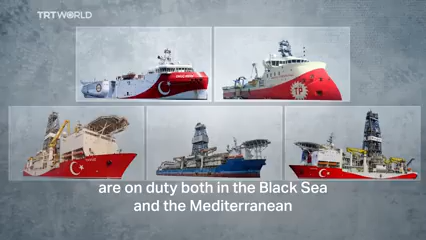 TRTWORLD
are on duty both in the Black Sea
and the Mediterranean